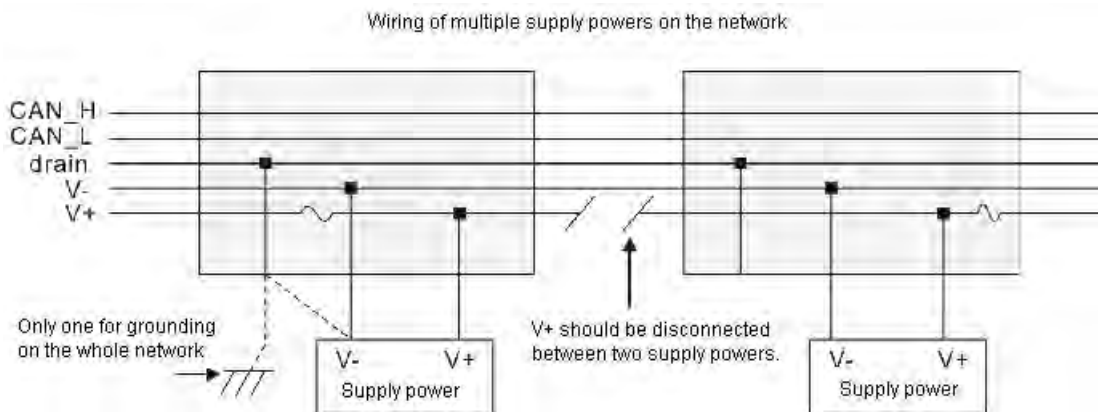 Wiring of multiple supply powers on the network
CAN_H
CAN_L
drain
V-
V+
Only one for grounding
on the whole network
V+ should be disconnected
between two supply powers.
V- V+
Supply power
V- V+
Supply power